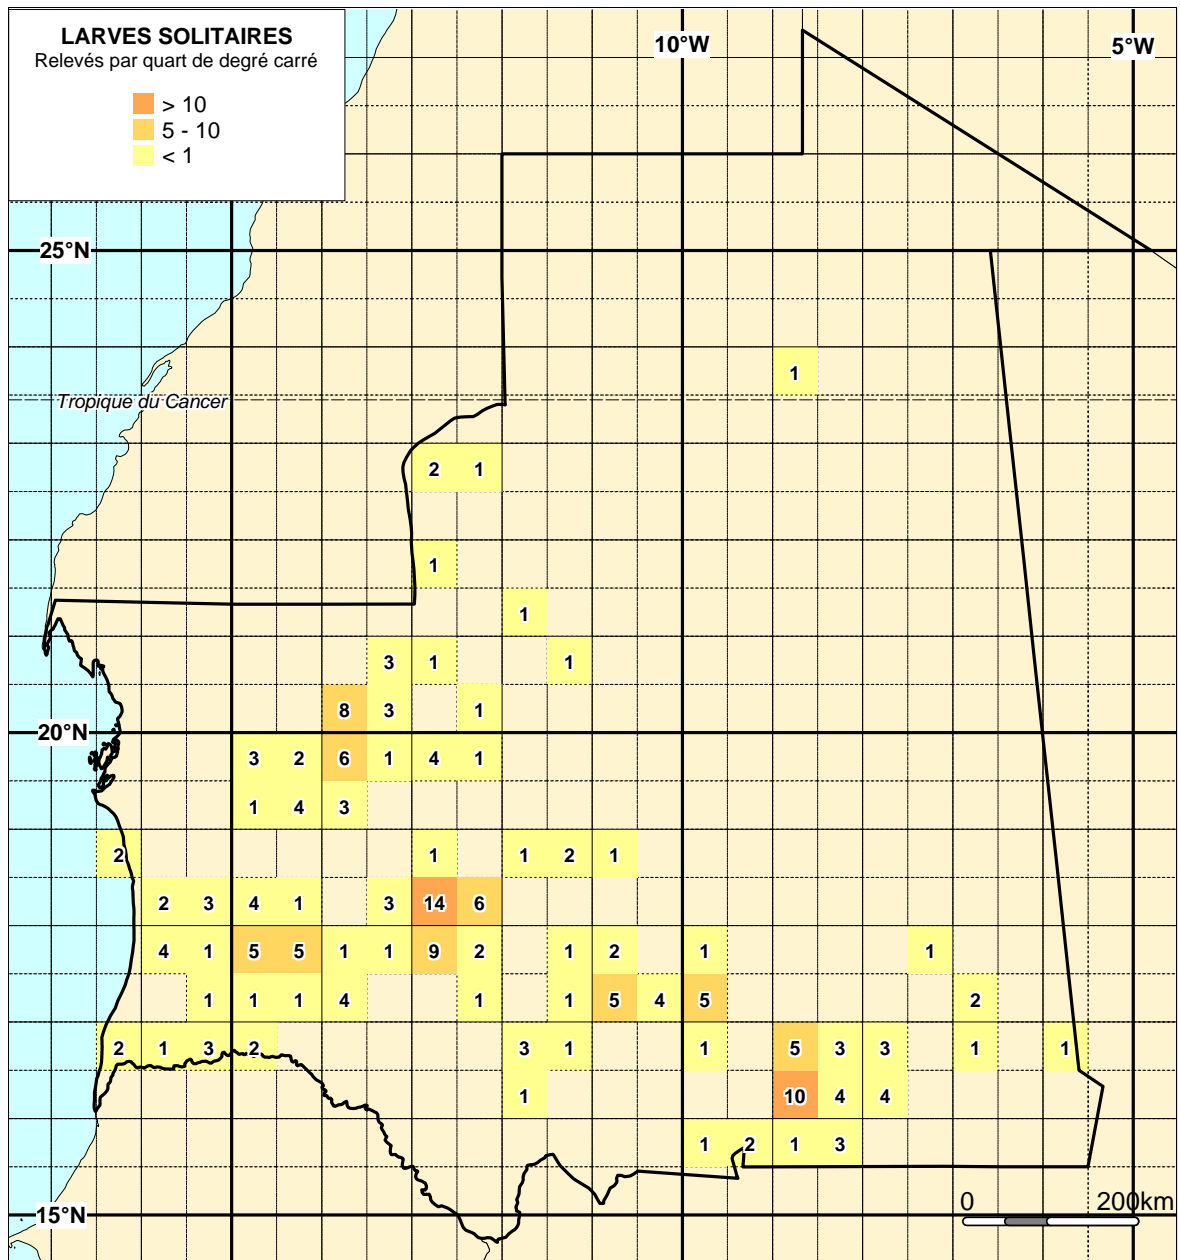 LARVES SOLITAIRES
Relevés par quart de degré carré
> 10
5 - 10
< 1
10°W 5°W
25°N
1
Tropique du Cancer
2 1
1
1
3 1 1
8 3 1
20°N
3 2 6 1 4 1
1 4 3
2 1 1 2 1
2 3 4 1 3 14 6
4 1 5 5 1 1 9 2 1 2 1 1
1 1 1 4 1 1 5 4 5 2
2 1 3 2 3 1 1 5 3 3 1 1
1 10 4 4
1 2 1 3
0 200km
15°N